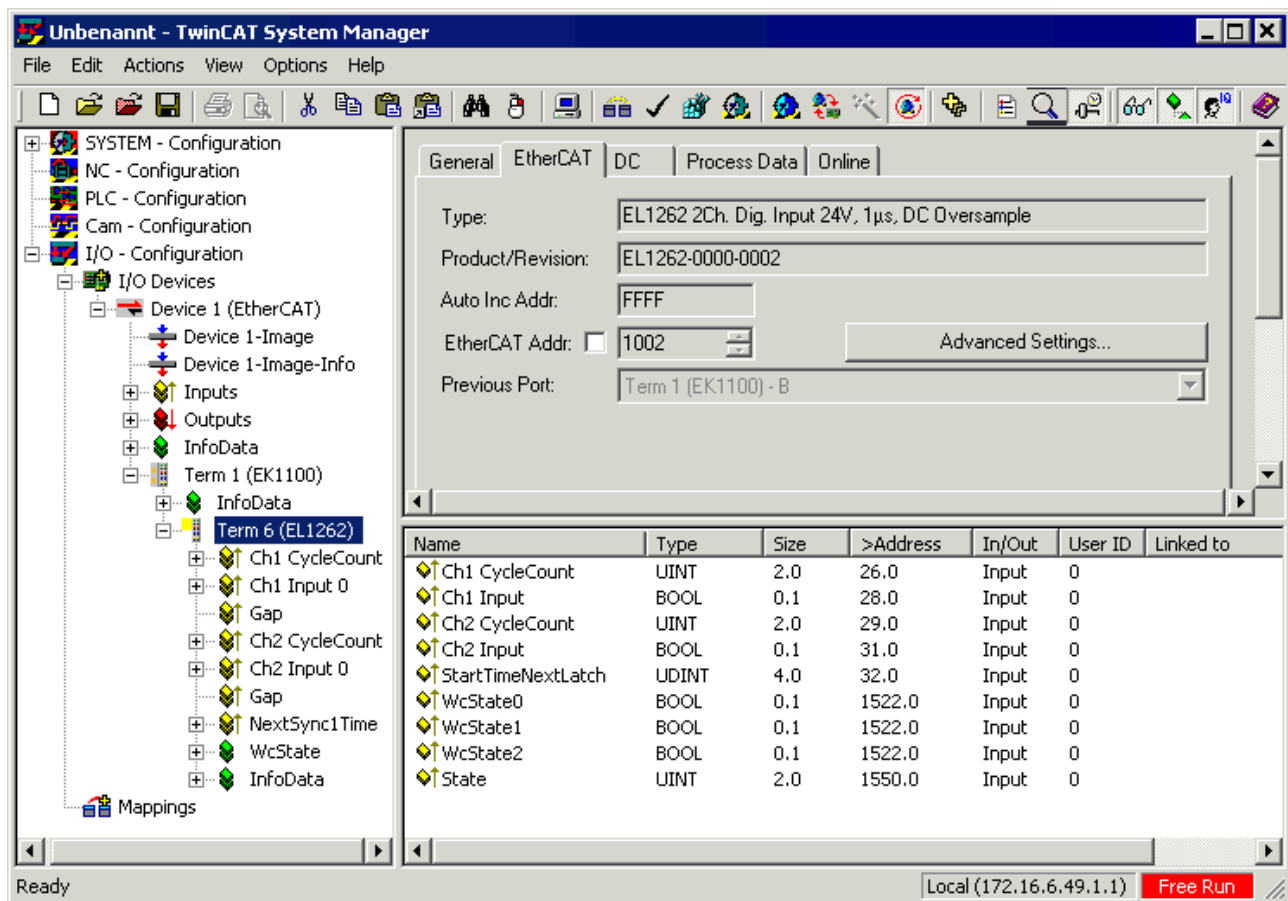 Unbenannt - TwinCAT System Manager
File Edit Actions View Options Help
SYSTEM - Configuration
NC - Configuration
PLC - Configuration
Cam - Configuration
I/O - Configuration
I/O Devices
Device 1 (EtherCAT)
Device 1-Image
Device 1-Image-Info
Inputs
Outputs
InfoData
Term 1 (EK1100)
InfoData
Term 6 (EL1262)
Ch1 CycleCount
Ch1 Input 0
Gap
Ch2 CycleCount
Ch2 Input 0
Gap
NextSync1Time
WcState
InfoData
Mappings
General EtherCAT DC Process Data Online
Type: EL1262 2Ch. Dig. Input 24V, 1µs, DC Oversample
Product/Revision: EL1262-0000-0002
Auto Inc Addr: FFFF
EtherCAT Addr: 1002 Advanced Settings...
Previous Port: Term 1 (EK1100) - B
Name Type Size >Address In/Out User ID Linked to
Ch1 CycleCount UINT 2.0 26.0 Input 0
Ch1 Input BOOL 0.1 28.0 Input 0
Ch2 CycleCount UINT 2.0 29.0 Input 0
Ch2 Input BOOL 0.1 31.0 Input 0
StartTimeNextLatch UDINT 4.0 32.0 Input 0
WcState0 BOOL 0.1 1522.0 Input 0
WcState1 BOOL 0.1 1522.0 Input 0
WcState2 BOOL 0.1 1522.0 Input 0
State UINT 2.0 1550.0 Input 0
Ready Local (172.16.6.49.1.1) Free Run